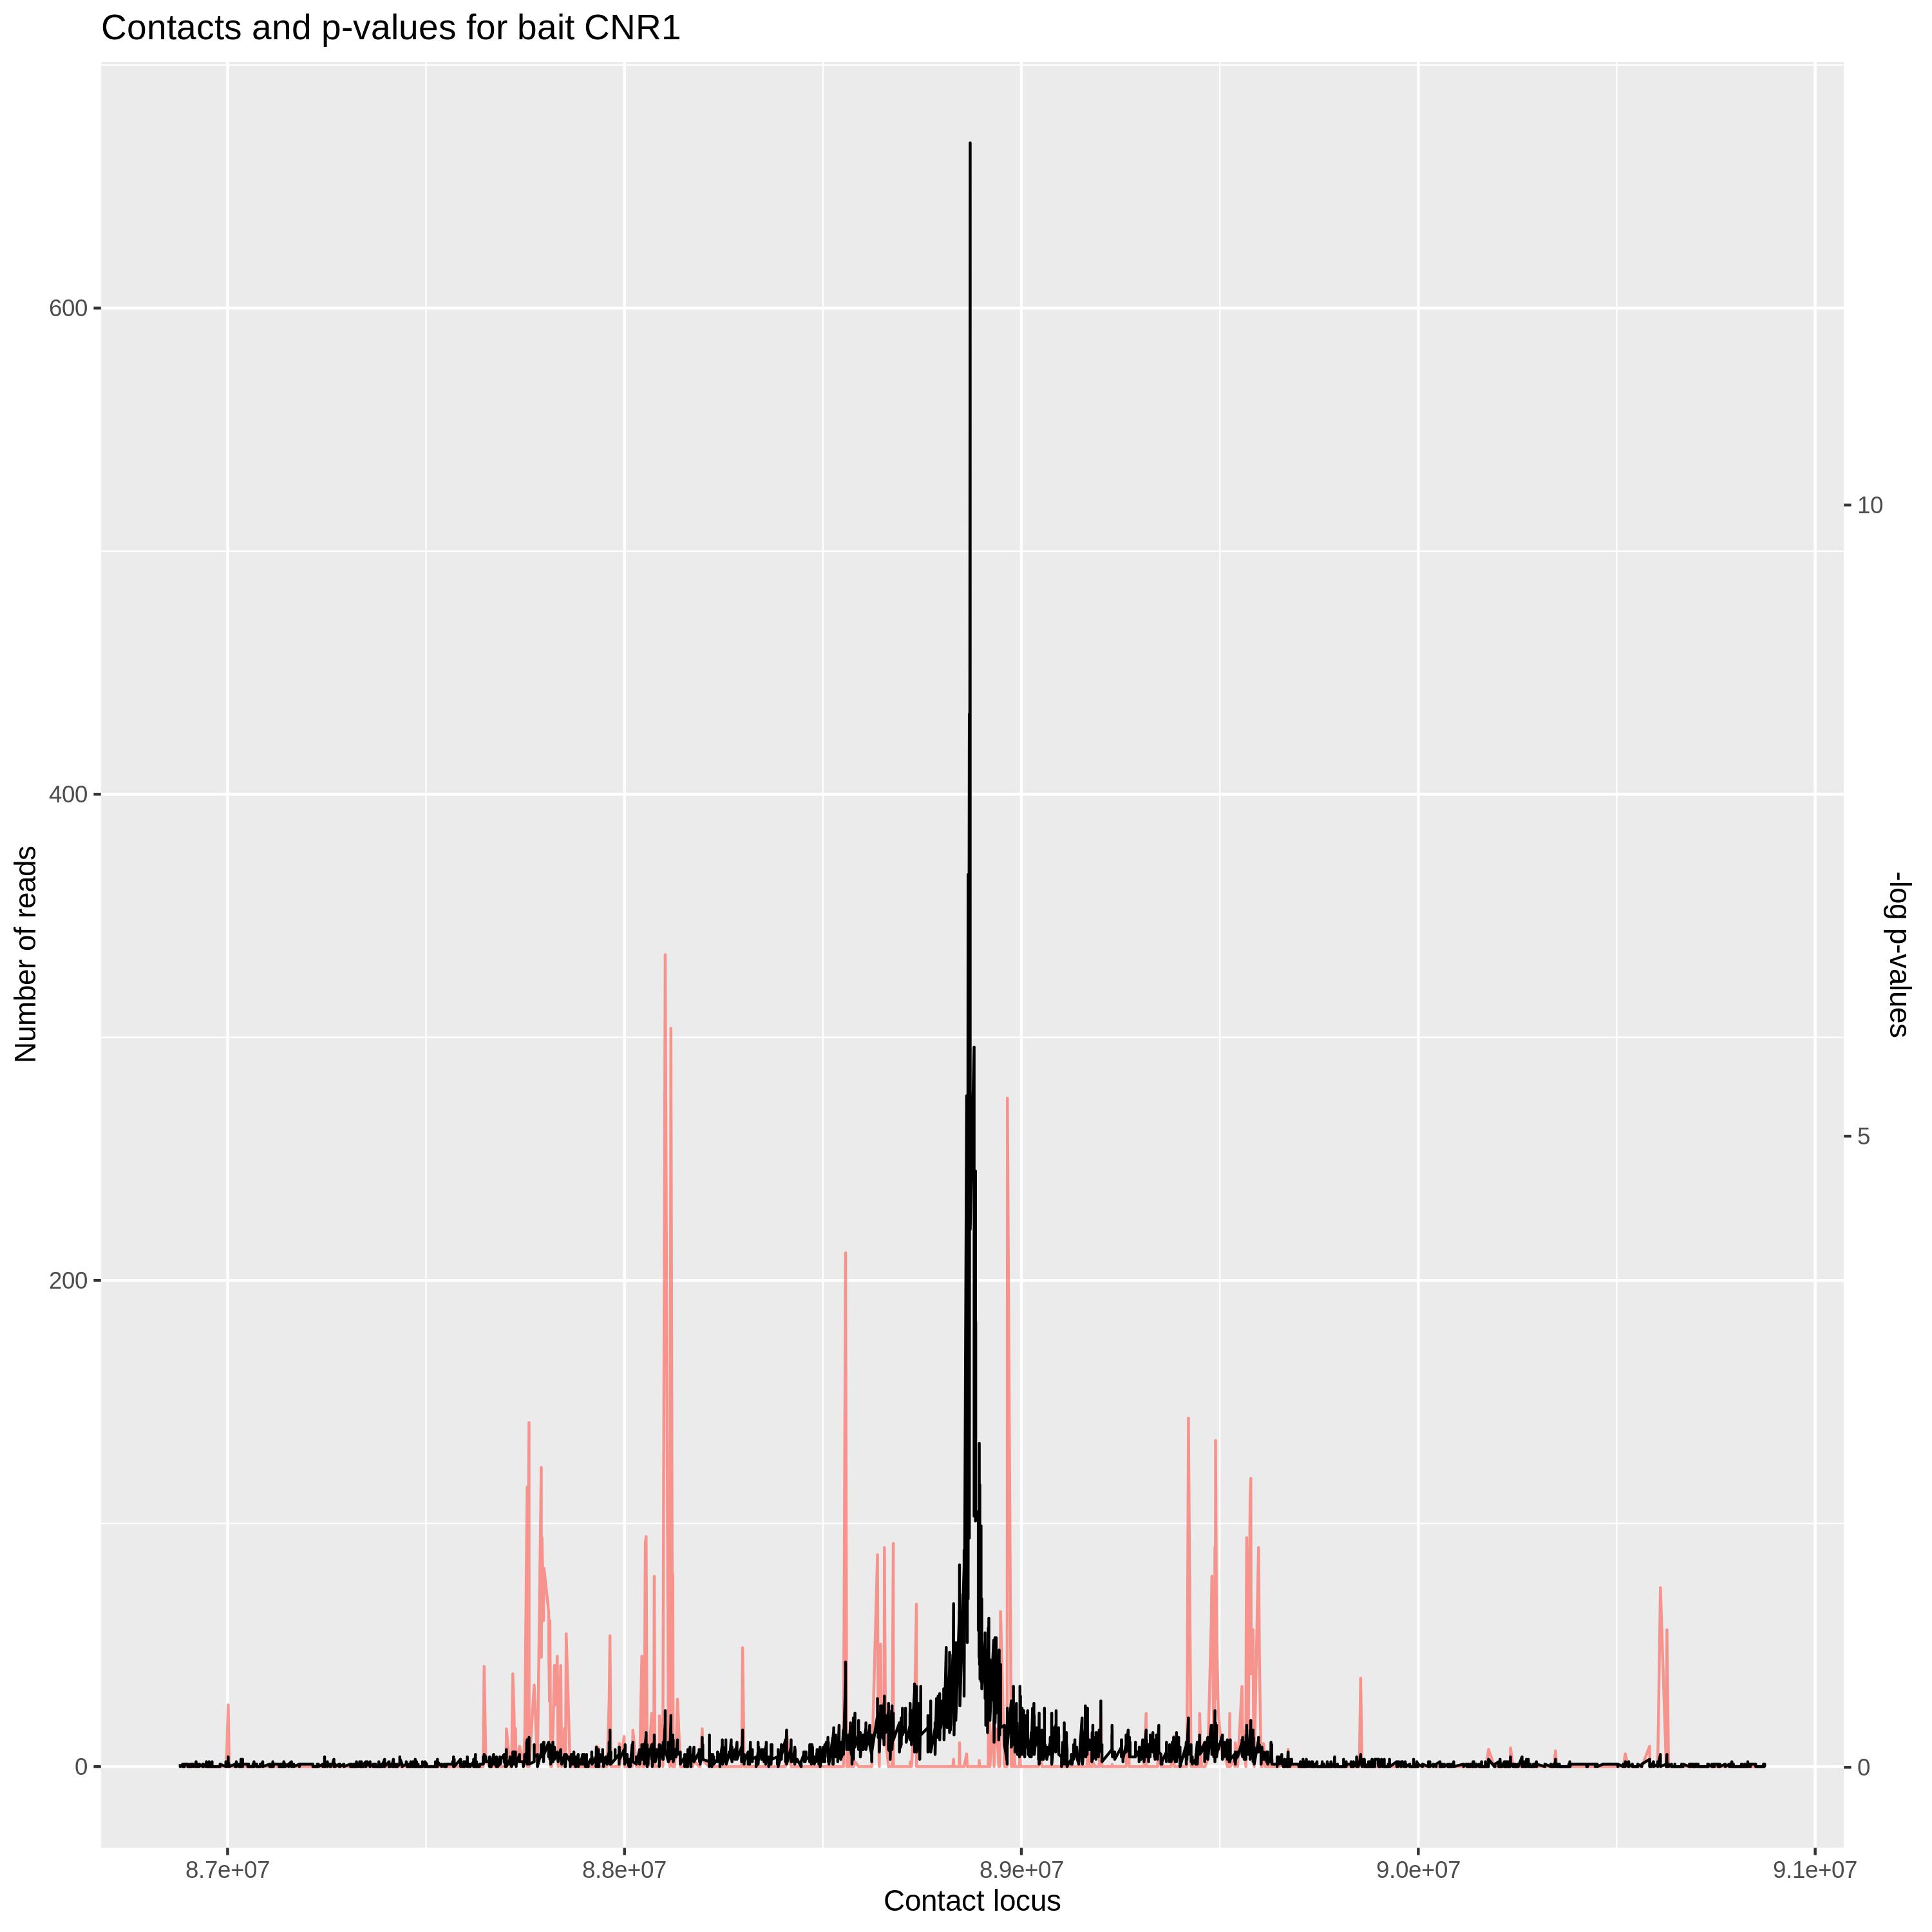 Contacts and p-values for bait CNR1
Number of reads
600
400
200
0
-log p-values
10
5
0
8.7e+07
8.8e+07
8.9e+07
9.0e+07
9.1e+07
Contact locus